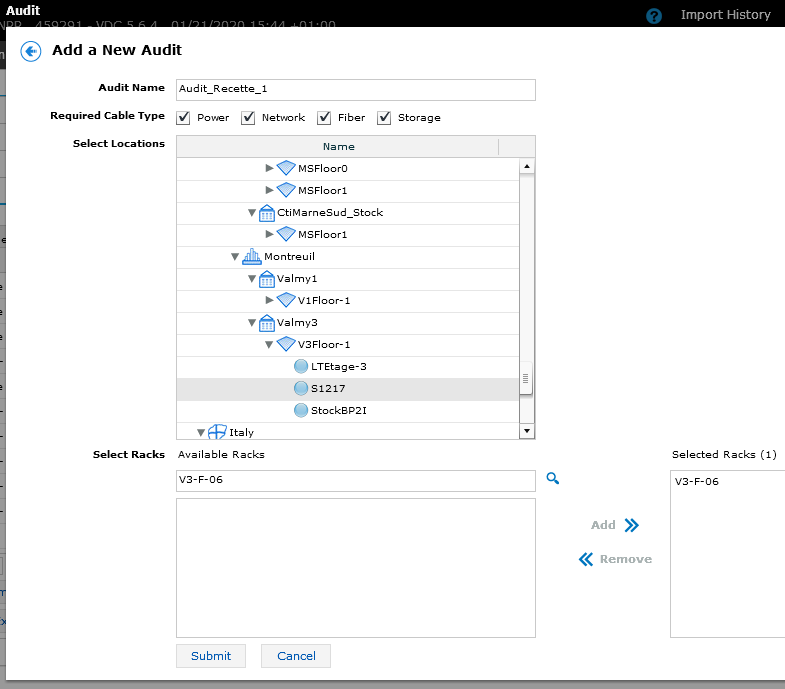 Audit
NPR - 459291 - VDC 5.6.4 - 01/21/2020 15:44 +01:00
Import History
Add a New Audit
Audit Name
Audit_Recette_1
Required Cable Type
Power
Network
Fiber
Storage
Select Locations
Name
MSFloor0
MSFloor1
CtiMarneSud_Stock
MSFloor1
Montreuil
Valmy1
V1Floor-1
Valmy3
V3Floor-1
LTEtage-3
S1217
StockBP2I
Italy
Select Racks
Available Racks
Selected Racks (1)
V3-F-06
V3-F-06
Add
Remove
Submit
Cancel